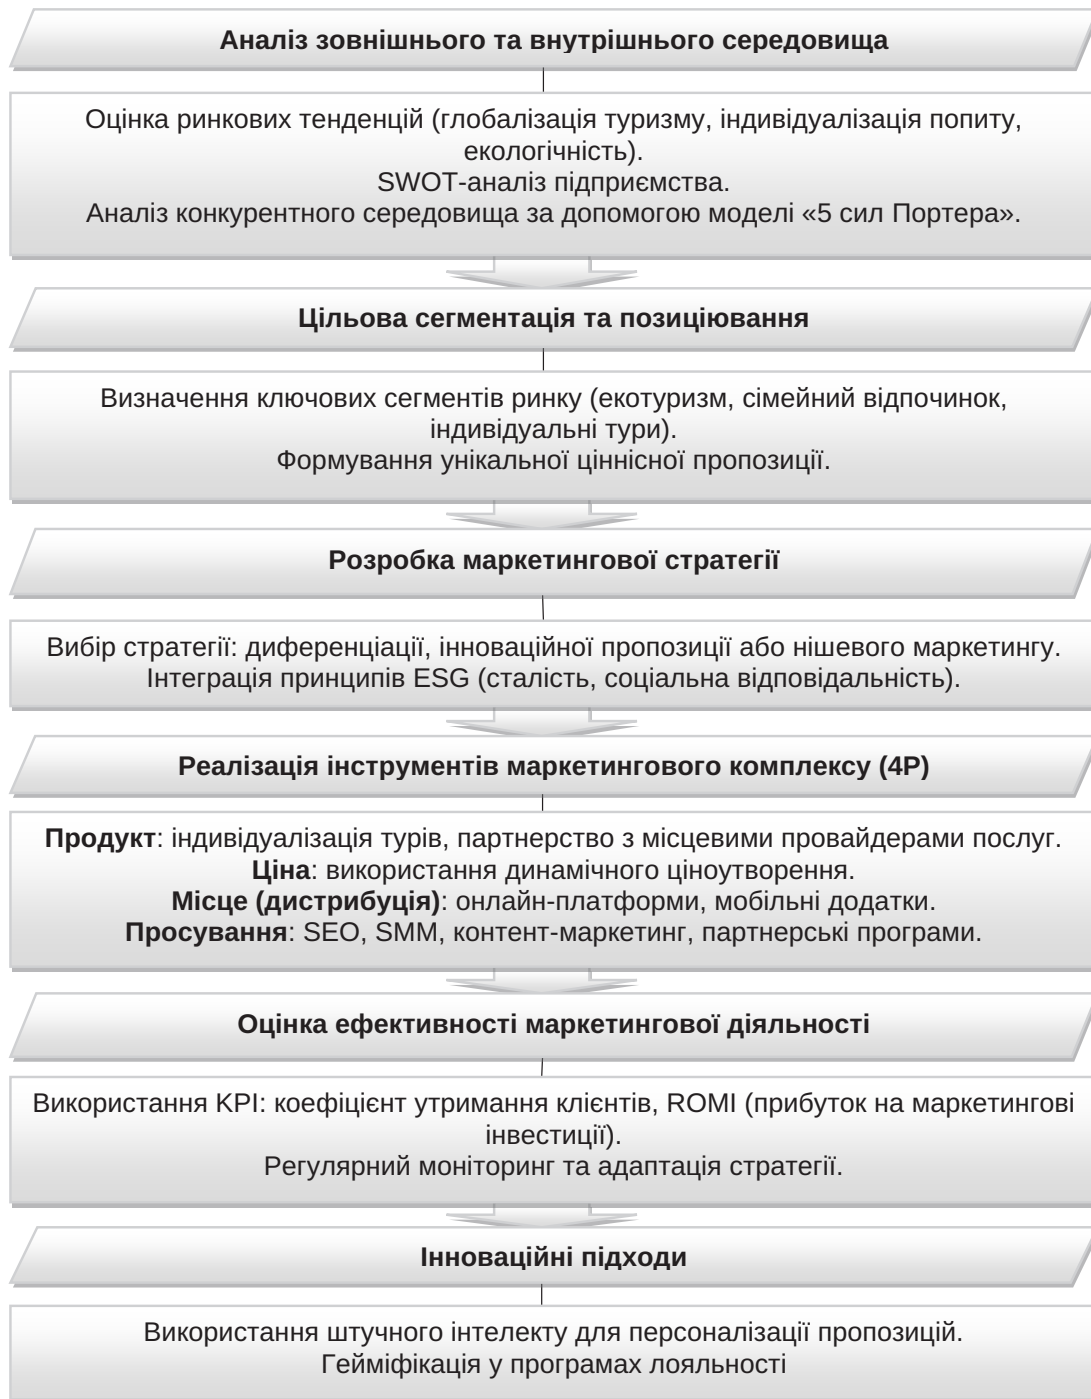 Аналіз зовнішнього та внутрішнього середовища
Оцінка ринкових тенденцій (глобалізація туризму, індивідуалізація попиту,
екологічність).
SWOT-аналіз підприємства.
Аналіз конкурентного середовища за допомогою моделі «5 сил Портера».
Цільова сегментація та позиціювання
Визначення ключових сегментів ринку (екотуризм, сімейний відпочинок,
індивідуальні тури).
Формування унікальної ціннісної пропозиції.
Розробка маркетингової стратегії
Вибір стратегії: диференціації, інноваційної пропозиції або нішевого маркетингу.
Інтеграція принципів ESG (сталість, соціальна відповідальність).
Реалізація інструментів маркетингового комплексу (4P)
Продукт: індивідуалізація турів, партнерство з місцевими провайдерами послуг.
Ціна: використання динамічного ціноутворення.
Місце (дистрибуція): онлайн-платформи, мобільні додатки.
Просування: SEO, SMM, контент-маркетинг, партнерські програми.
Оцінка ефективності маркетингової діяльності
Використання KPI: коефіцієнт утримання клієнтів, ROMI (прибуток на маркетингові
інвестиції).
Регулярний моніторинг та адаптація стратегії.
Інноваційні підходи
Використання штучного інтелекту для персоналізації пропозицій.
Гейміфікація у програмах лояльності